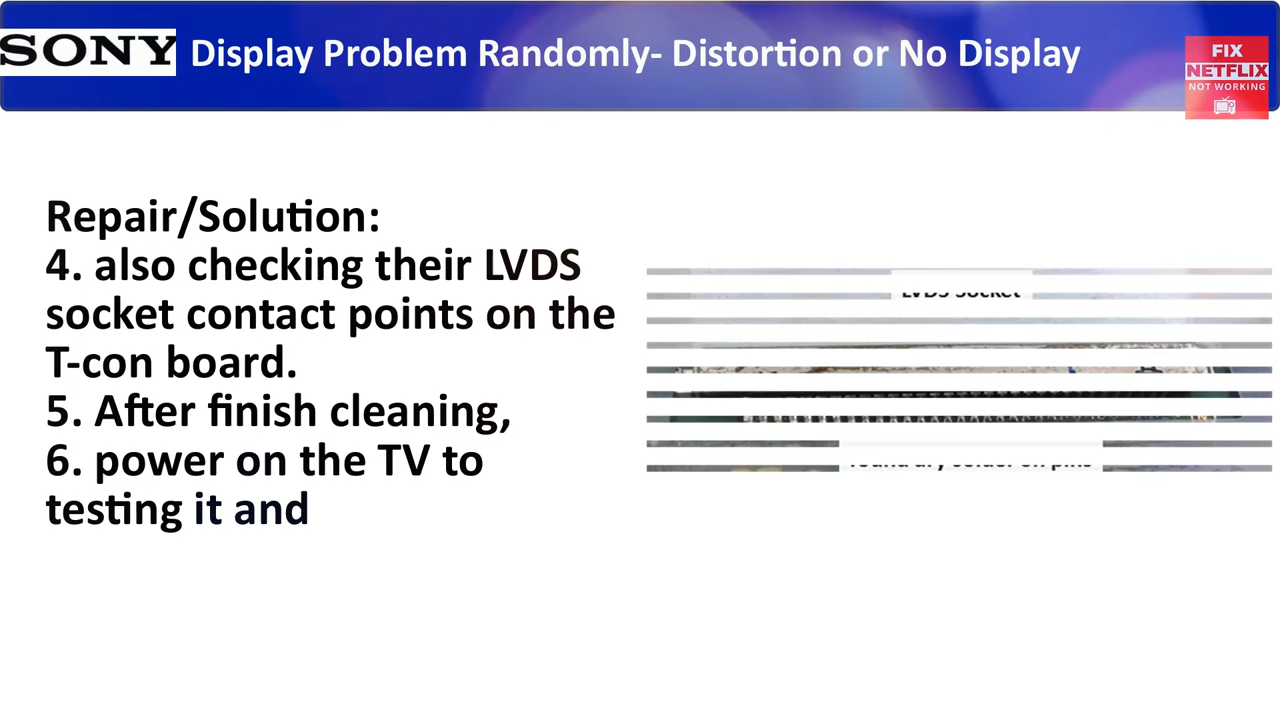 SONY Display Problem Randomly- Distortion or No Display
FIX
NETFLIX
NOT WORKING
Repair/Solution:
4. also checking their LVDS
socket contact points on the
T-con board.
5. After finish cleaning,
6. power on the TV to
testing it and
LVDS Socket